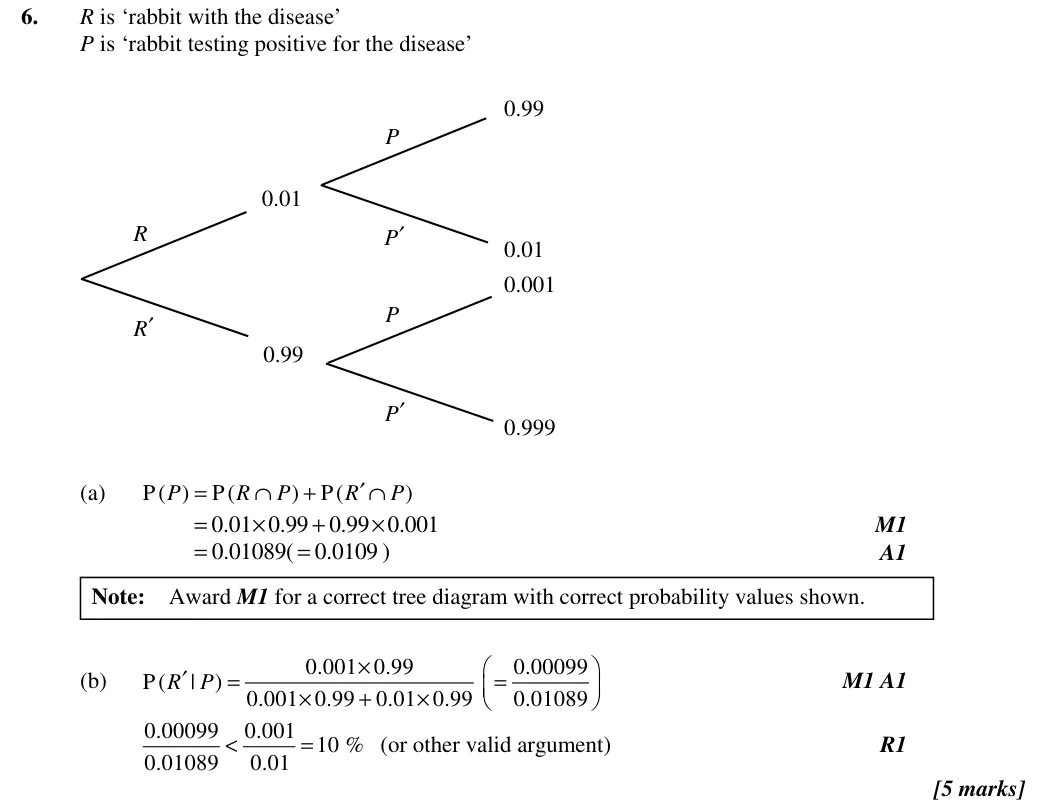 6. R is ‘rabbit with the disease’
P is ‘rabbit testing positive for the disease’
0.99
P
0.01
R
P′
0.01
0.001
P
R′
0.99
P′
0.999
(a) P(P) = P(R ∩ P) + P(R′ ∩ P)
= 0.01×0.99 + 0.99×0.001 M1
= 0.01089(= 0.0109 ) A1
Note: Award M1 for a correct tree diagram with correct probability values shown.
(b) P(R′ | P) = \frac{0.001×0.99}{0.001×0.99 + 0.01×0.99} ( = \frac{0.00099}{0.01089} ) M1 A1
\frac{0.00099}{0.01089} < \frac{0.001}{0.01} = 10 % (or other valid argument) R1
[5 marks]